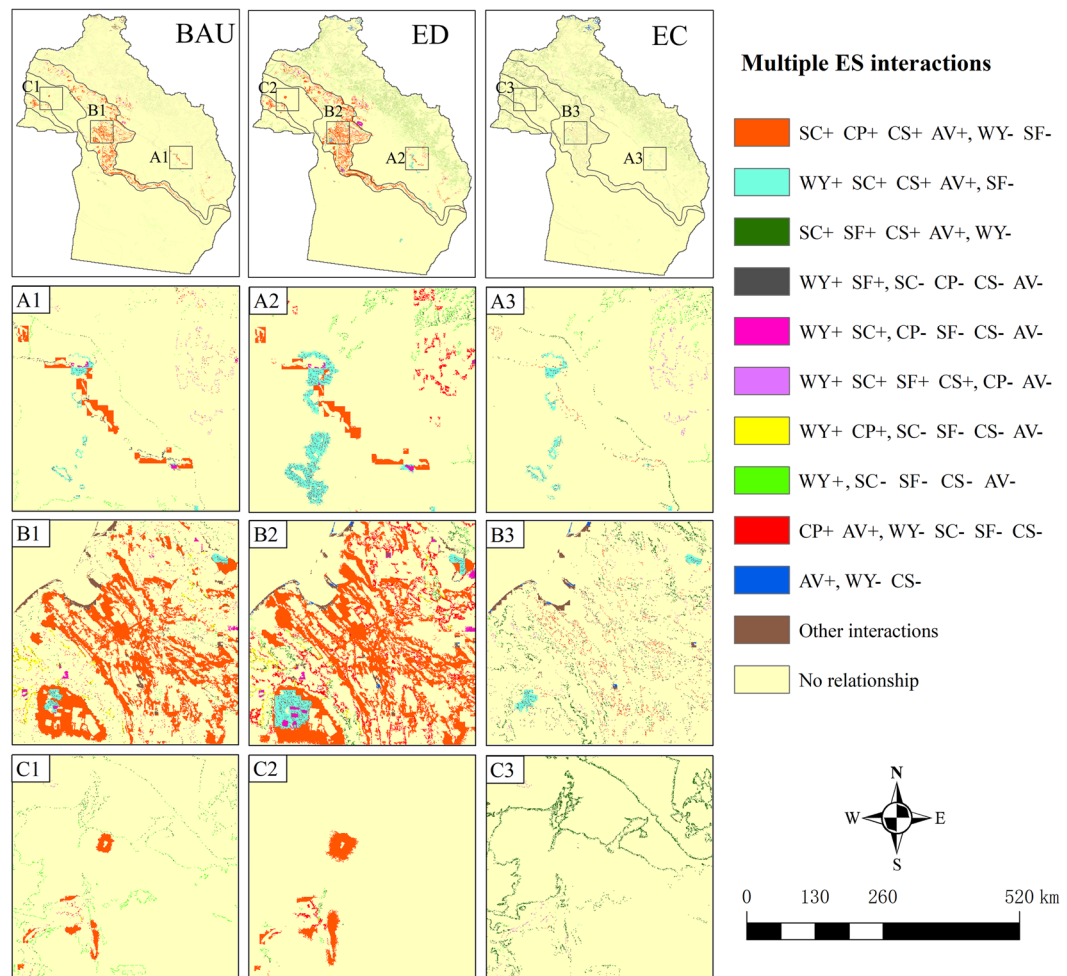 BAU
ED
EC
C1
B1
A1
C2
B2
A2
C3
B3
A3
A1
A2
A3
B1
B2
B3
C1
C2
C3
Multiple ES interactions
SC+ CP+ CS+ AV+, WY- SF-
WY+ SC+ CS+ AV+, SF-
SC+ SF+ CS+ AV+, WY-
WY+ SF+, SC- CP- CS- AV-
WY+ SC+, CP- SF- CS- AV-
WY+ SC+ SF+ CS+, CP- AV-
WY+ CP+, SC- SF- CS- AV-
WY+, SC- SF- CS- AV-
CP+ AV+, WY- SC- SF- CS-
AV+, WY- CS-
Other interactions
No relationship
N
W E
S
0 130 260 520 km